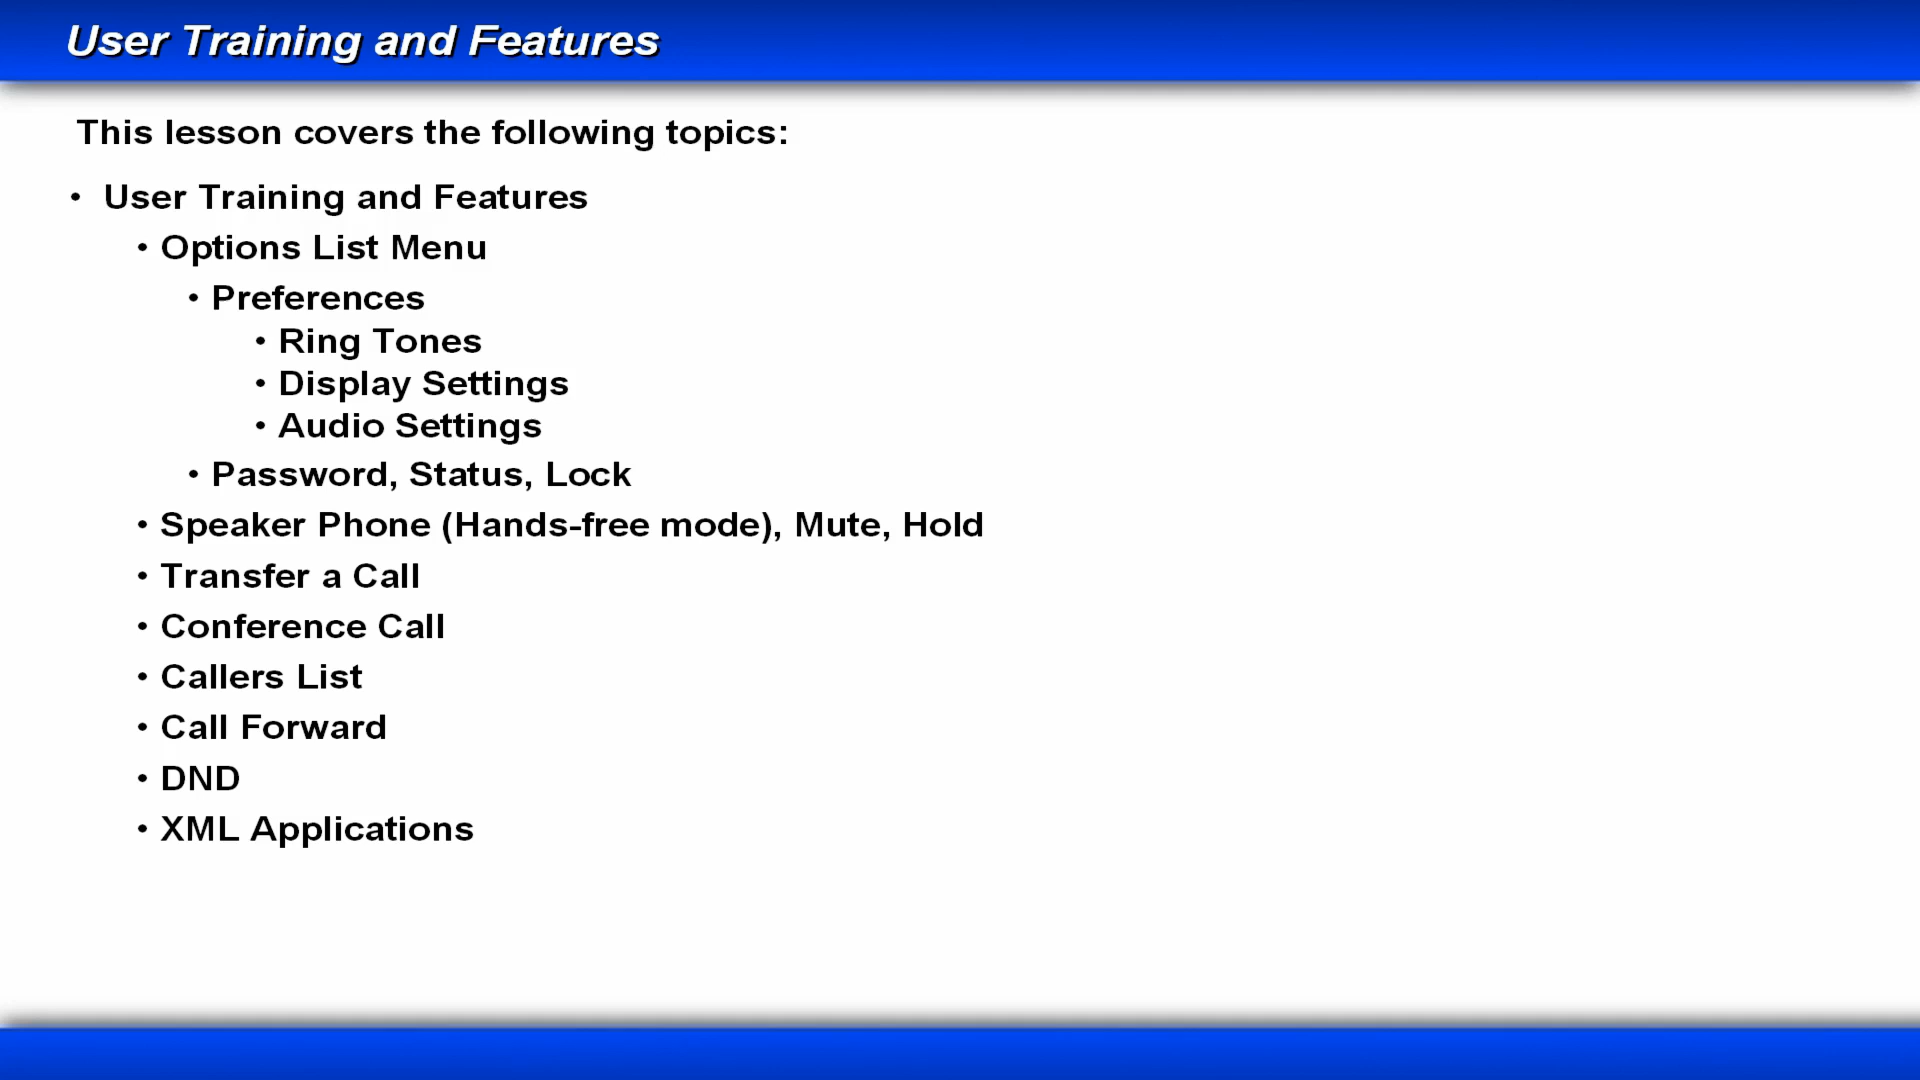 User Training and Features
This lesson covers the following topics:
• User Training and Features
• Options List Menu
• Preferences
• Ring Tones
• Display Settings
• Audio Settings
• Password, Status, Lock
• Speaker Phone (Hands-free mode), Mute, Hold
• Transfer a Call
• Conference Call
• Callers List
• Call Forward
• DND
• XML Applications